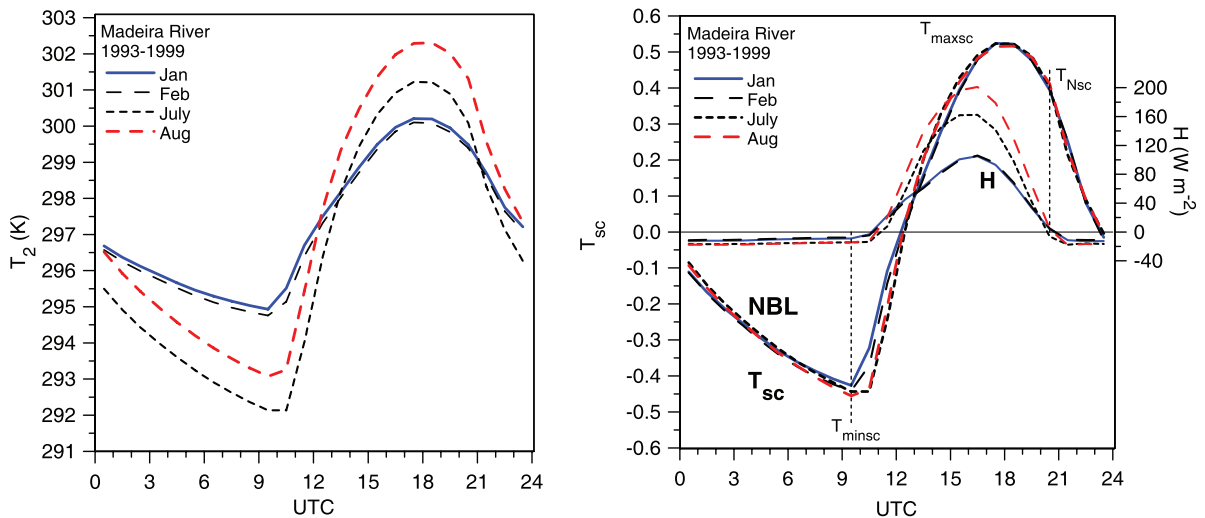 Madeira River
1993-1999
Jan
Feb
July
Aug
303
302
301
300
299
298
297
296
295
294
293
292
291
T2 (K)
0 3 6 9 12 15 18 21 24
UTC
Madeira River
1993-1999
Jan
Feb
July
Aug
Tmaxsc
TNsc
H
NBL
Tsc
Tminsc
0.6
0.5
0.4
0.3
0.2
0.1
0.0
-0.1
-0.2
-0.3
-0.4
-0.5
-0.6
Tsc
200
160
120
80
40
0
-40
H (W m-2)
0 3 6 9 12 15 18 21 24
UTC